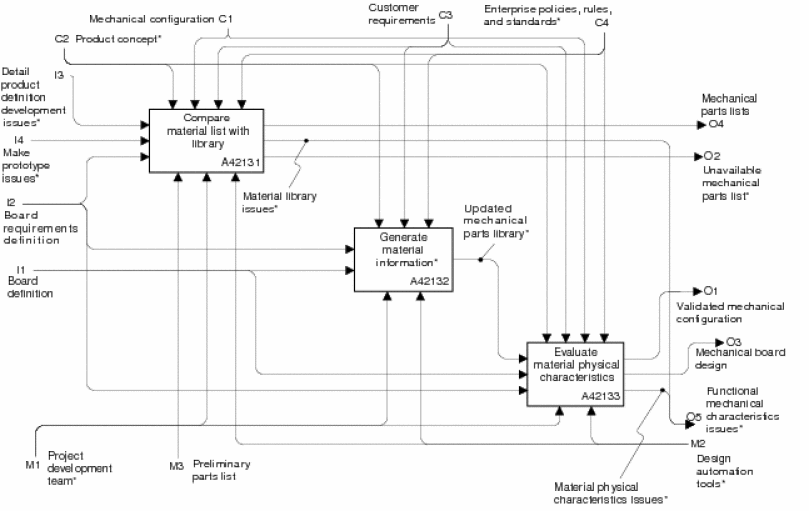 Mechanical configuration C1
Customer
requirements C3
Enterprise policies, rules,
and standards*
C4
C2 Product concept*
Detail
product
definition
development
issues*
I3
I4
Make
prototype
issues*
I2
Board
requirements
definition
I1
Board
definition
Compare
material list with
library
A42131
Material library
issues*
Mechanical
parts lists
O4
O2
Unavailable
mechanical
parts list*
Generate
material
information*
A42132
Updated
mechanical
parts library*
Evaluate
material physical
characteristics
A42133
O1
Validated mechanical
configuration
O3
Mechanical board
design
Functional
mechanical
O5 characteristics
issues*
M1 Project
development
team*
M3 Preliminary
parts list
M2
Design
automation
tools*
Material physical
characteristics issues*